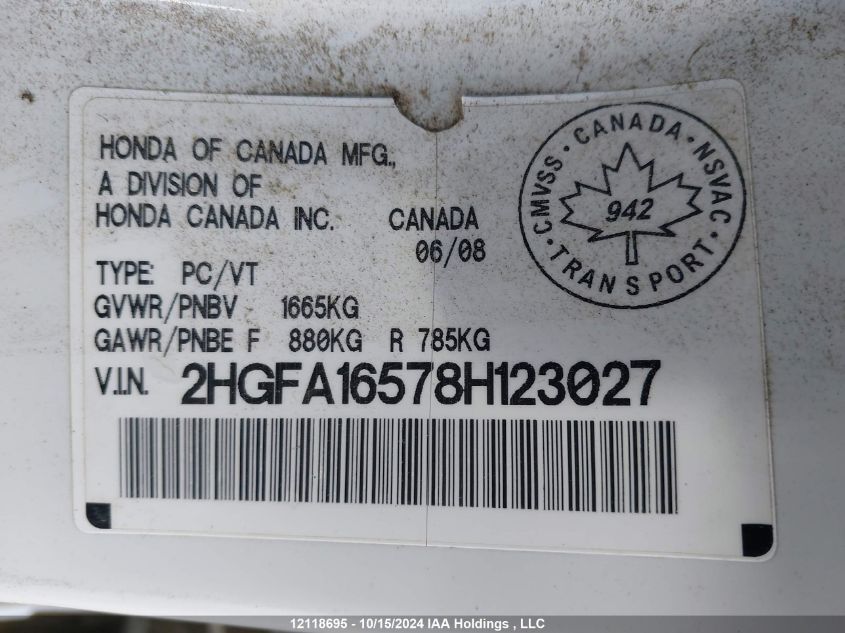 HONDA OF CANADA MFG.,
A DIVISION OF
HONDA CANADA INC. CANADA
06/08
TYPE: PC/VT
GVWR/PNBV 1665KG
GAWR/PNBE F 880KG R 785KG
V.I.N. 2HGFA16578H123027
CMVSS · CANADA · NSVAC · TRANSPORT ·
942
12118695 - 10/15/2024 IAA Holdings , LLC